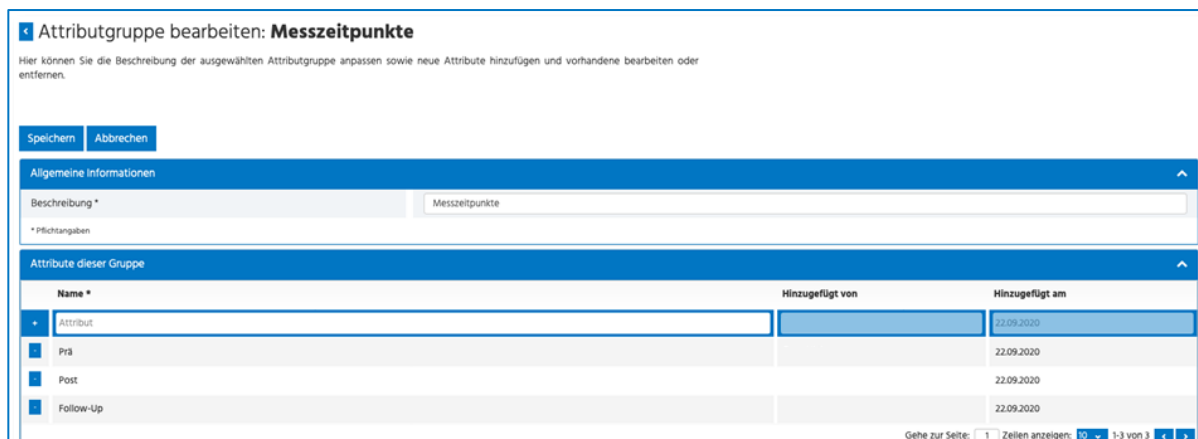 Attributgruppe bearbeiten: Messzeitpunkte
Hier können Sie die Beschreibung der ausgewählten Attributgruppe anpassen sowie neue Attribute hinzufügen und vorhandene bearbeiten oder
entfernen.
Speichern Abbrechen
Allgemeine Informationen
Beschreibung * Messzeitpunkte
* Pflichtangaben
Attribute dieser Gruppe
Name * Hinzugefügt von Hinzugefügt am
+ Attribut 22.09.2020
- Prä 22.09.2020
- Post 22.09.2020
- Follow-Up 22.09.2020
Gehe zur Seite: 1 Zeilen anzeigen: 10 1-3 von 3